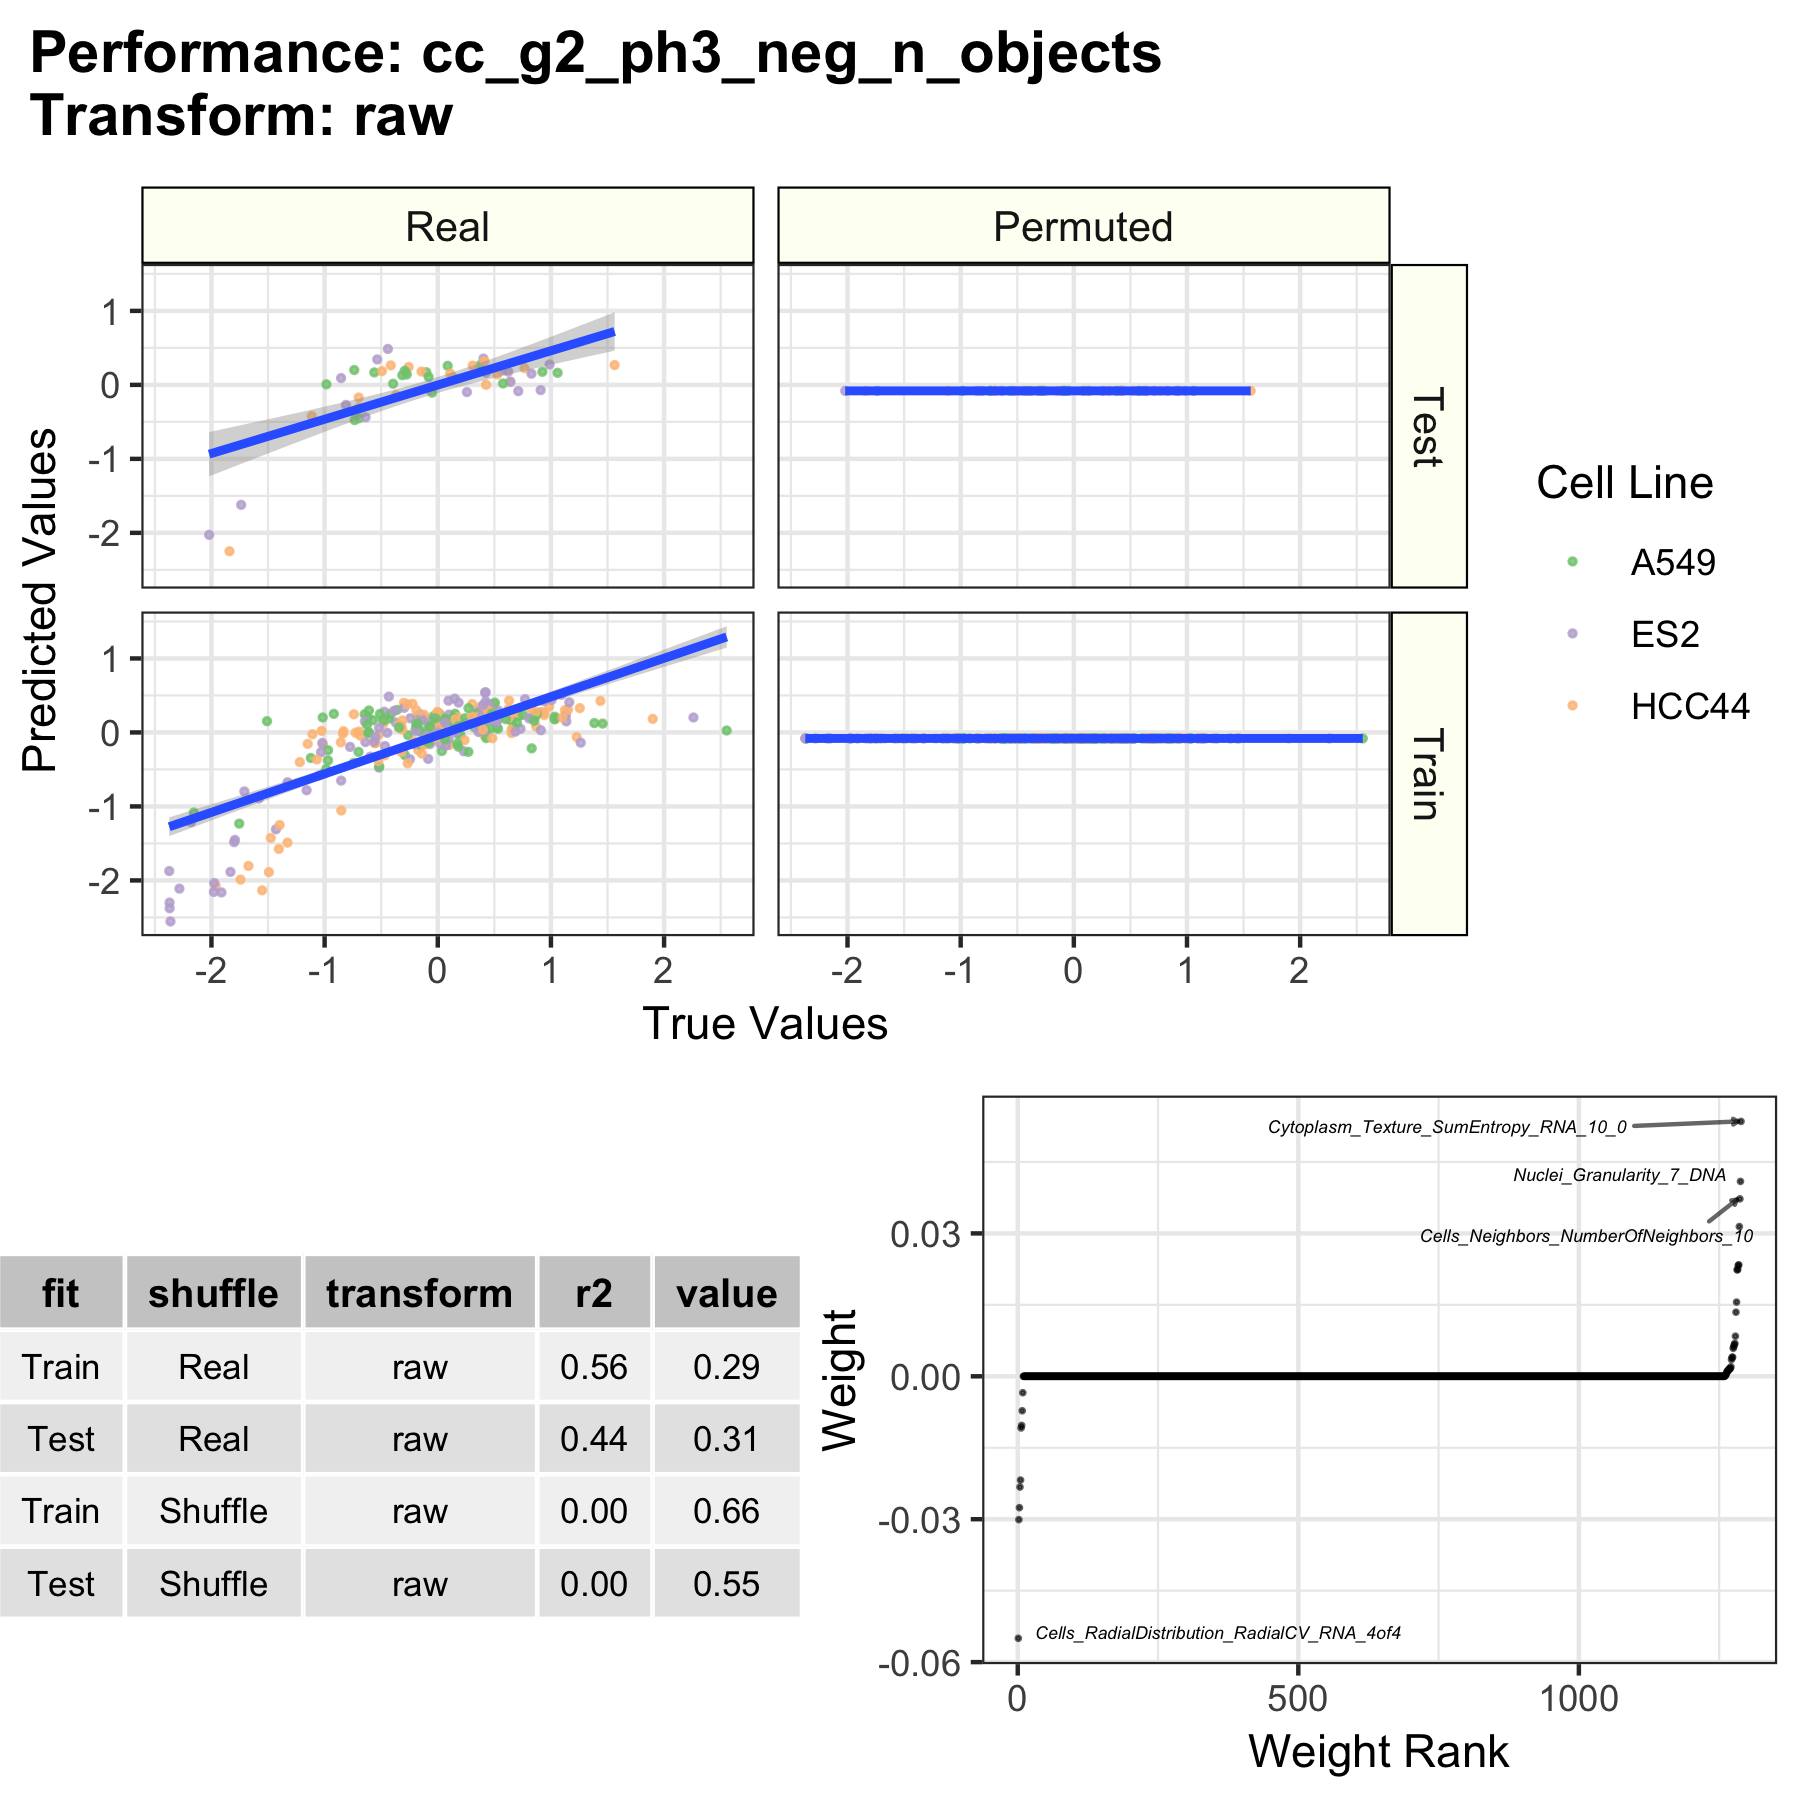 Performance: cc_g2_ph3_neg_n_objects
Transform: raw
Real
Permuted
1
0
-1
-2
Test
1
0
-1
-2
Train
Predicted Values
-2 -1 0 1 2
-2 -1 0 1 2
True Values
Cell Line
A549
ES2
HCC44
fit shuffle transform r2 value
Train Real raw 0.56 0.29
Test Real raw 0.44 0.31
Train Shuffle raw 0.00 0.66
Test Shuffle raw 0.00 0.55
Cytoplasm_Texture_SumEntropy_RNA_10_0
Nuclei_Granularity_7_DNA
Cells_Neighbors_NumberOfNeighbors_10
Cells_RadialDistribution_RadialCV_RNA_4of4
0.03
0.00
-0.03
-0.06
Weight
0 500 1000
Weight Rank